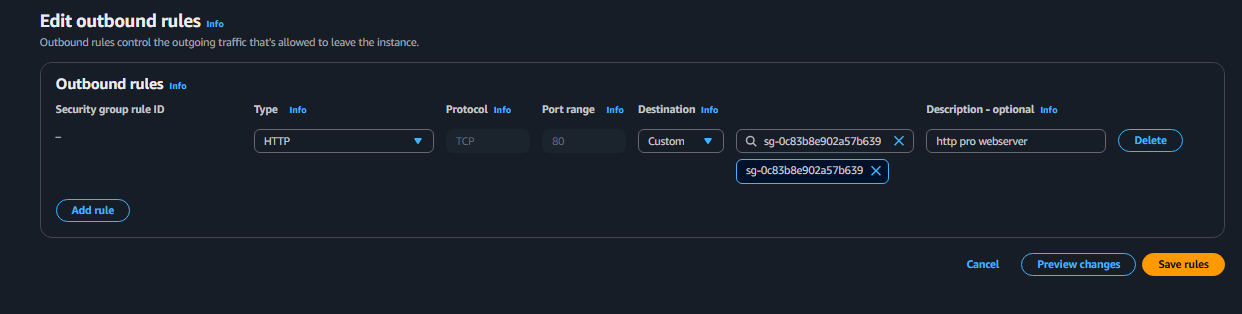 Edit outbound rules Info
Outbound rules control the outgoing traffic that's allowed to leave the instance.
Outbound rules Info
Security group rule ID Type Info Protocol Info Port range Info Destination Info Description - optional Info
– HTTP TCP 80 Custom sg-0c83b8e902a57b639 http pro webserver Delete
sg-0c83b8e902a57b639
Add rule
Cancel Preview changes Save rules